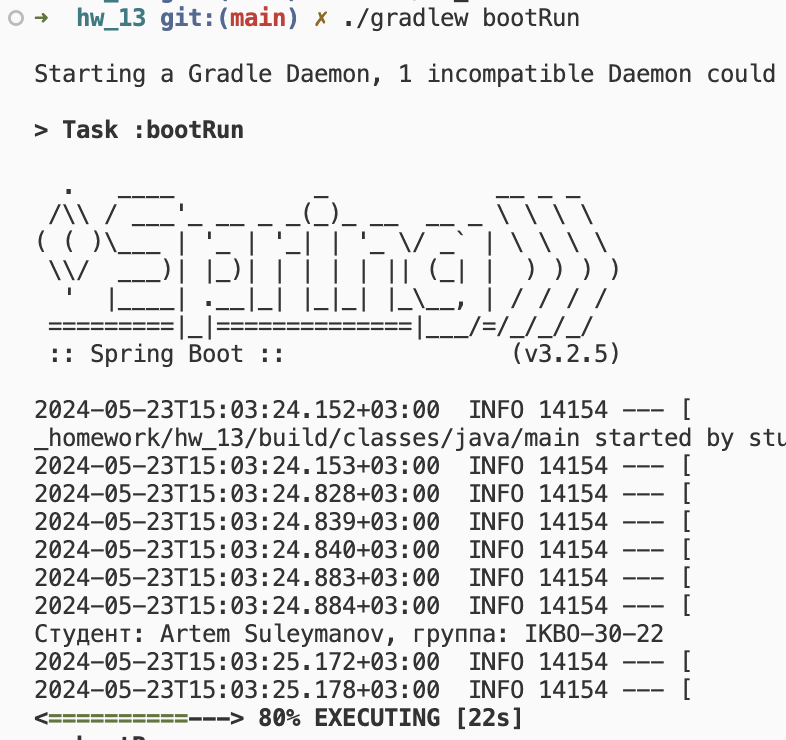 ➜ hw_13 git:(main) ✗ ./gradlew bootRun
Starting a Gradle Daemon, 1 incompatible Daemon could
> Task :bootRun
  .   ____          _            __ _ _
 /\\ / ___'_ __ _ _(_)_ __  __ _ \ \ \ \
( ( )\___ | '_ | '_| | '_ \/ _` | \ \ \ \
 \\/  ___)| |_)| | | | | || (_| |  ) ) ) )
  '  |____| .__|_| |_|_| |_\__, | / / / /
 =========|_|==============|___/=/_/_/_/
 :: Spring Boot :: (v3.2.5)
2024-05-23T15:03:24.152+03:00  INFO 14154 --- [
_homework/hw_13/build/classes/java/main started by stu
2024-05-23T15:03:24.153+03:00  INFO 14154 --- [
2024-05-23T15:03:24.828+03:00  INFO 14154 --- [
2024-05-23T15:03:24.839+03:00  INFO 14154 --- [
2024-05-23T15:03:24.840+03:00  INFO 14154 --- [
2024-05-23T15:03:24.883+03:00  INFO 14154 --- [
2024-05-23T15:03:24.884+03:00  INFO 14154 --- [
Студент: Artem Suleymanov, группа: IKBO-30-22
2024-05-23T15:03:25.172+03:00  INFO 14154 --- [
2024-05-23T15:03:25.178+03:00  INFO 14154 --- [
<==========---> 80% EXECUTING [22s]